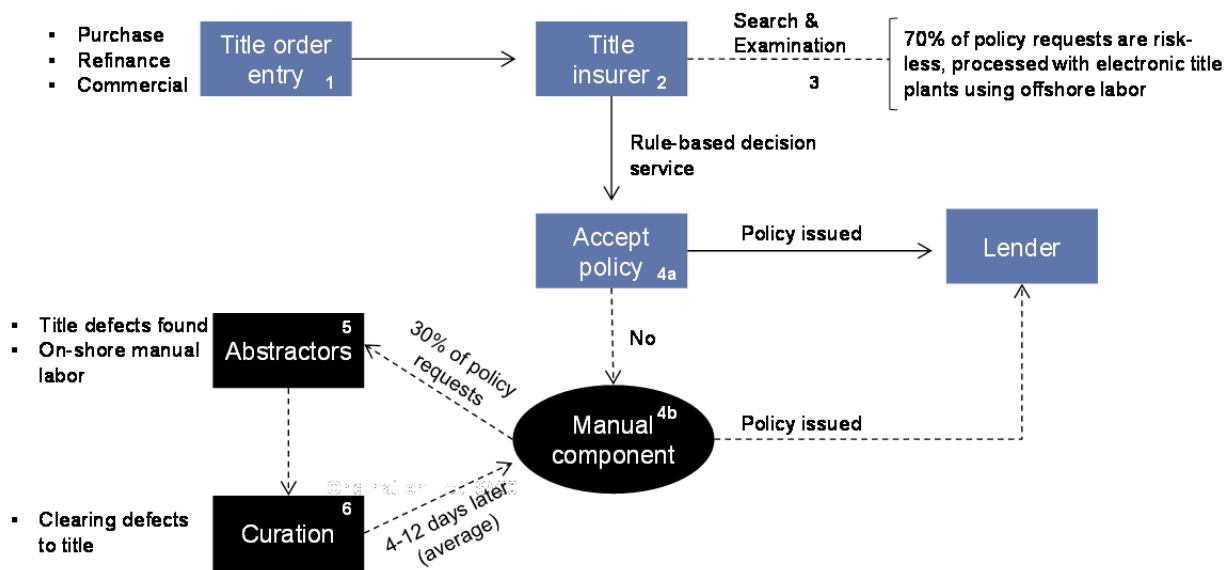 ▪ Purchase
▪ Refinance
▪ Commercial
Title order
entry 1
Title
insurer 2
Search &
Examination
3
70% of policy requests are risk-
less, processed with electronic title
plants using offshore labor
Rule-based decision
service
Accept
policy 4a
Policy issued
Lender
No
▪ Title defects found
▪ On-shore manual
labor
5
Abstractors
30% of policy
requests
4b
Manual
component
Policy issued
▪ Clearing defects
to title
6
Curation
4-12 days later
(average)